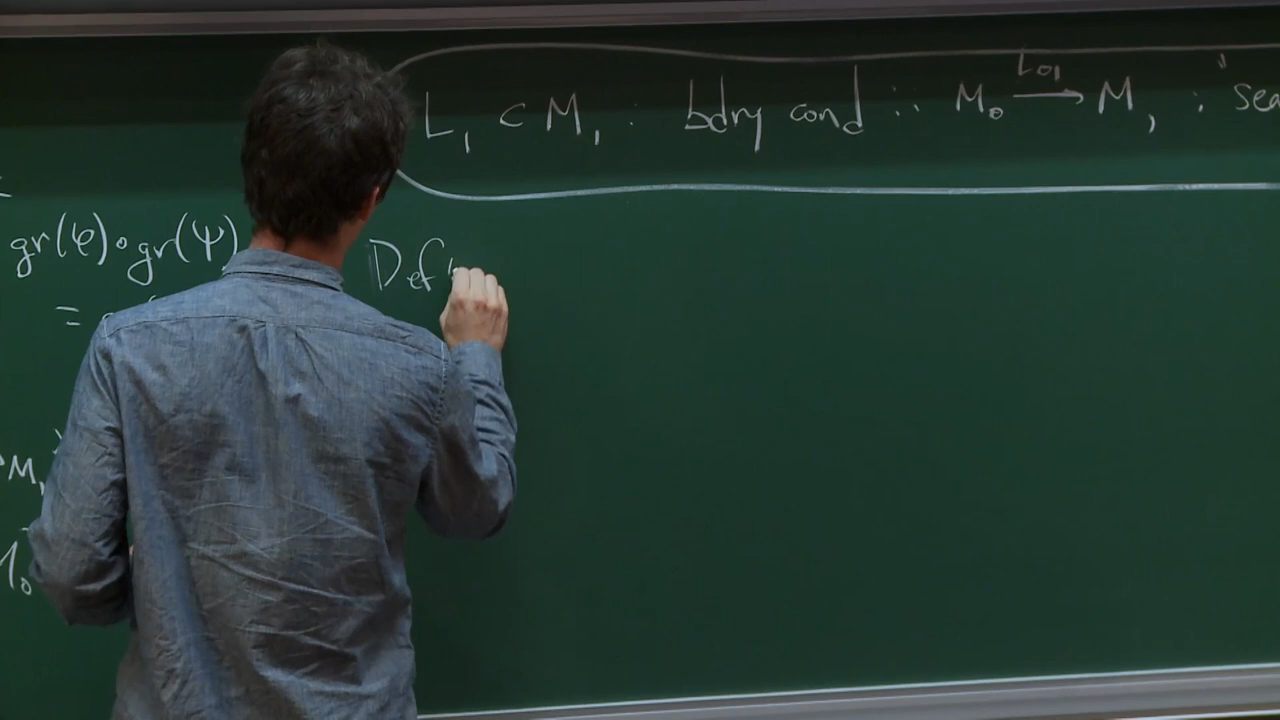 L₁ ⊂ M₁ : bdry cond :: M₀ —L₀₁→ M₁ : "sea
gr(φ)∘gr(ψ)
=
Def
M₁
M₀